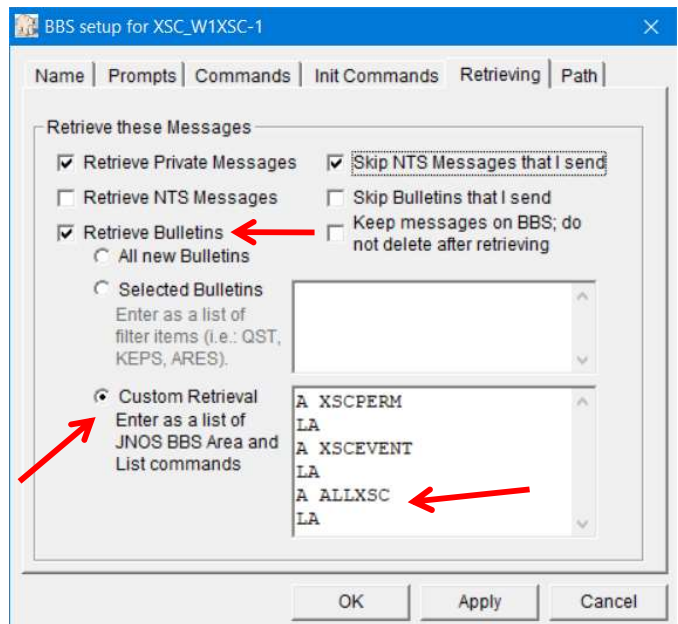 BBS setup for XSC_W1XSC-1
Name Prompts Commands Init Commands Retrieving Path
Retrieve these Messages
Retrieve Private Messages
Skip NTS Messages that I send
Retrieve NTS Messages
Skip Bulletins that I send
Retrieve Bulletins
Keep messages on BBS; do
not delete after retrieving
All new Bulletins
Selected Bulletins
Enter as a list of
filter items (i.e.: QST,
KEPS, ARES).
Custom Retrieval
Enter as a list of
JNOS BBS Area and
List commands
A XSCPERM
LA
A XSCEVENT
LA
A ALLXSC
LA
OK Apply Cancel